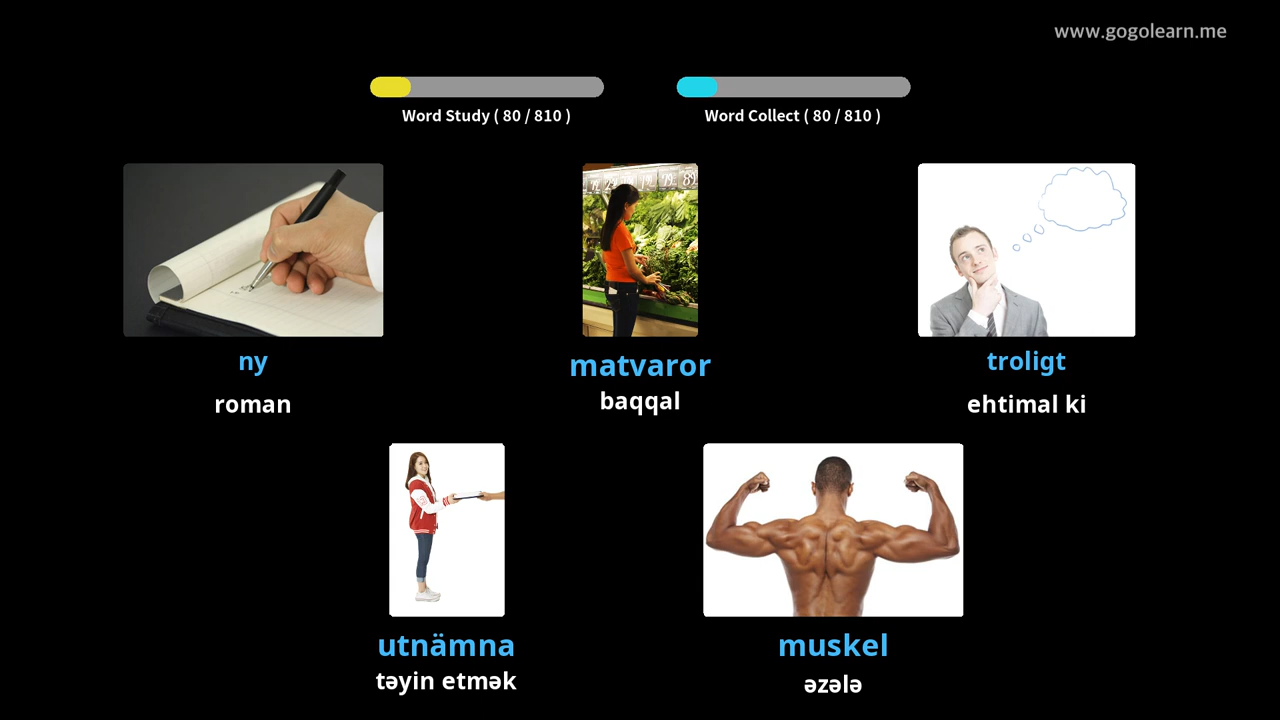 www.gogolearn.me
Word Study ( 80 / 810 )
Word Collect ( 80 / 810 )
ny
roman
matvaror
baqqal
troligt
ehtimal ki
utnämna
təyin etmək
muskel
əzələ